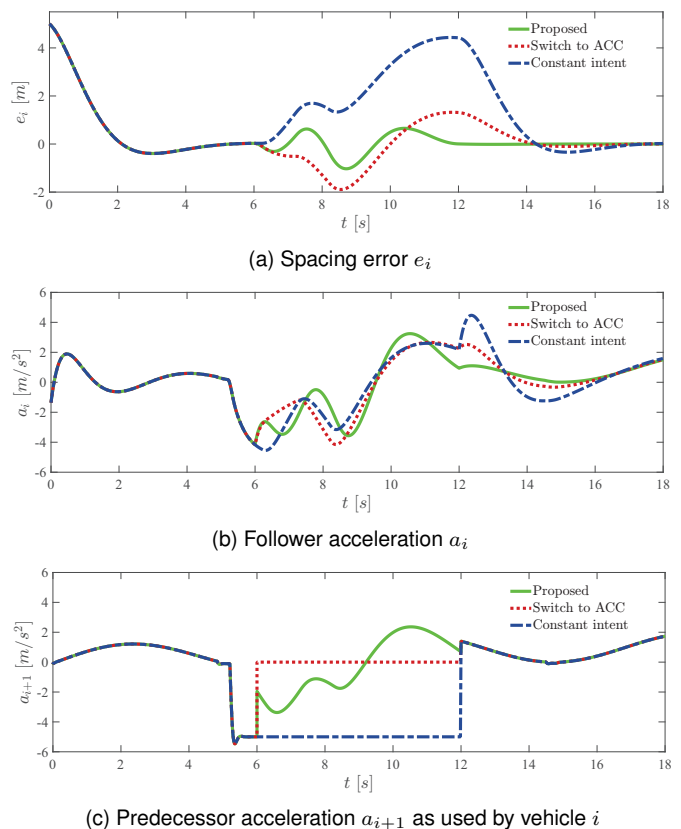 Proposed
Switch to ACC
Constant intent
4
2
0
-2
e_i [m]
0 2 4 6 8 10 12 14 16 18
t [s]
(a) Spacing error e_i
Proposed
Switch to ACC
Constant intent
6
4
2
0
-2
-4
-6
a_i [m/s²]
0 2 4 6 8 10 12 14 16 18
t [s]
(b) Follower acceleration a_i
Proposed
Switch to ACC
Constant intent
6
4
2
0
-2
-4
-6
a_{i+1} [m/s²]
0 2 4 6 8 10 12 14 16 18
t [s]
(c) Predecessor acceleration a_{i+1} as used by vehicle i